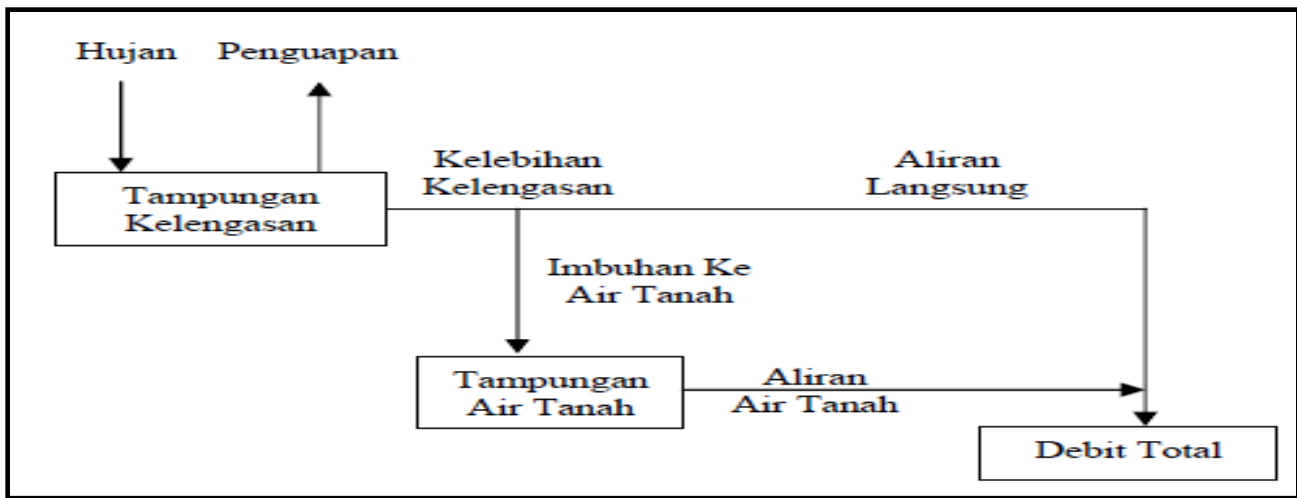 Hujan
Penguapan
Kelebihan
Kelengasan
Aliran
Langsung
Tampungan
Kelengasan
Imbuhan Ke
Air Tanah
Tampungan
Air Tanah
Aliran
Air Tanah
Debit Total